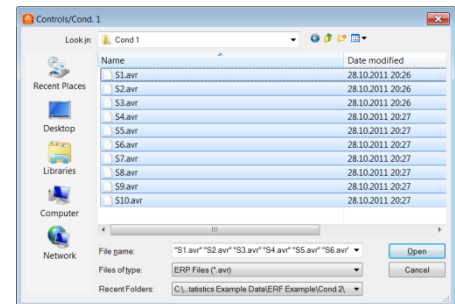 Controls/Cond. 1
Look in: Cond 1
Name Date modified
S1.avr 28.10.2011 20:26
S2.avr 28.10.2011 20:26
S3.avr 28.10.2011 20:26
S4.avr 28.10.2011 20:27
S5.avr 28.10.2011 20:27
S6.avr 28.10.2011 20:27
S7.avr 28.10.2011 20:27
S8.avr 28.10.2011 20:27
S9.avr 28.10.2011 20:27
S10.avr 28.10.2011 20:27
Recent Places
Desktop
Libraries
Computer
Network
File name: "S1.avr" "S2.avr" "S3.avr" "S4.avr" "S5.avr" "S6.avr' Open
Files of type: ERP Files (*.avr) Cancel
Recent Folders: C:\..tatistics Example Data\ERF Example\Cond 2\